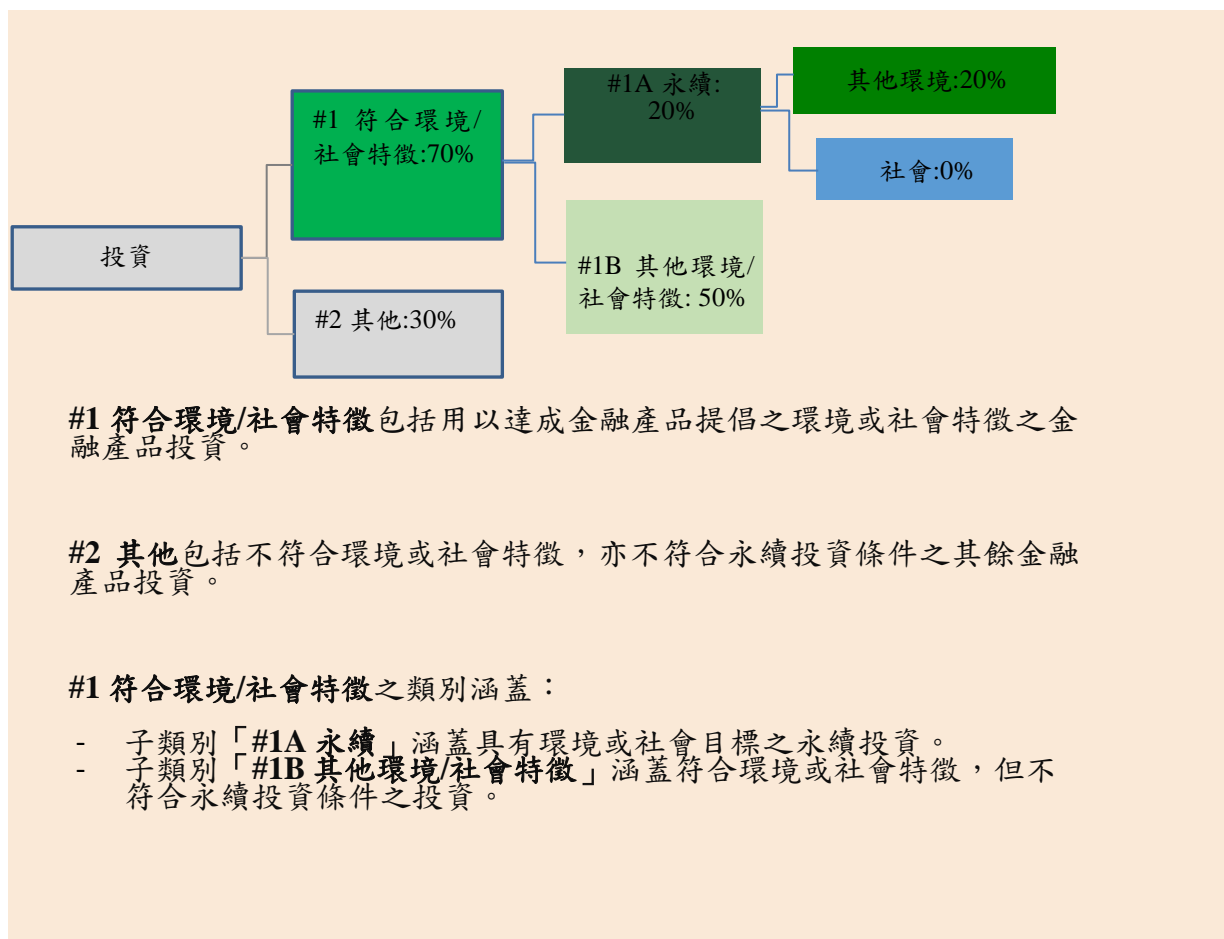 投資
#1 符合環境/
社會特徵:70%
#2 其他:30%
#1A 永續:
20%
#1B 其他環境/
社會特徵: 50%
其他環境:20%
社會:0%
#1 符合環境/社會特徵包括用以達成金融產品提倡之環境或社會特徵之金
融產品投資。
#2 其他包括不符合環境或社會特徵，亦不符合永續投資條件之其餘金融
產品投資。
#1 符合環境/社會特徵之類別涵蓋：
- 子類別「#1A 永續」涵蓋具有環境或社會目標之永續投資。
- 子類別「#1B 其他環境/社會特徵」涵蓋符合環境或社會特徵，但不
符合永續投資條件之投資。